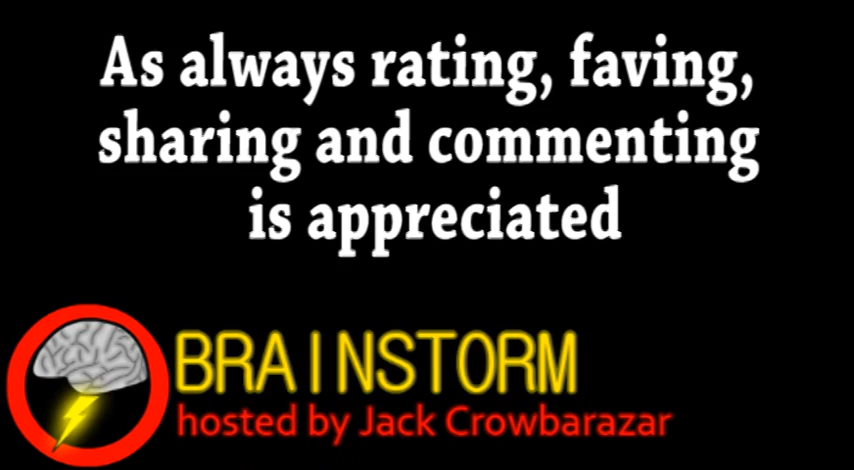 As always rating, faving,
sharing and commenting
is appreciated
BRAINSTORM
hosted by Jack Crowbarazar